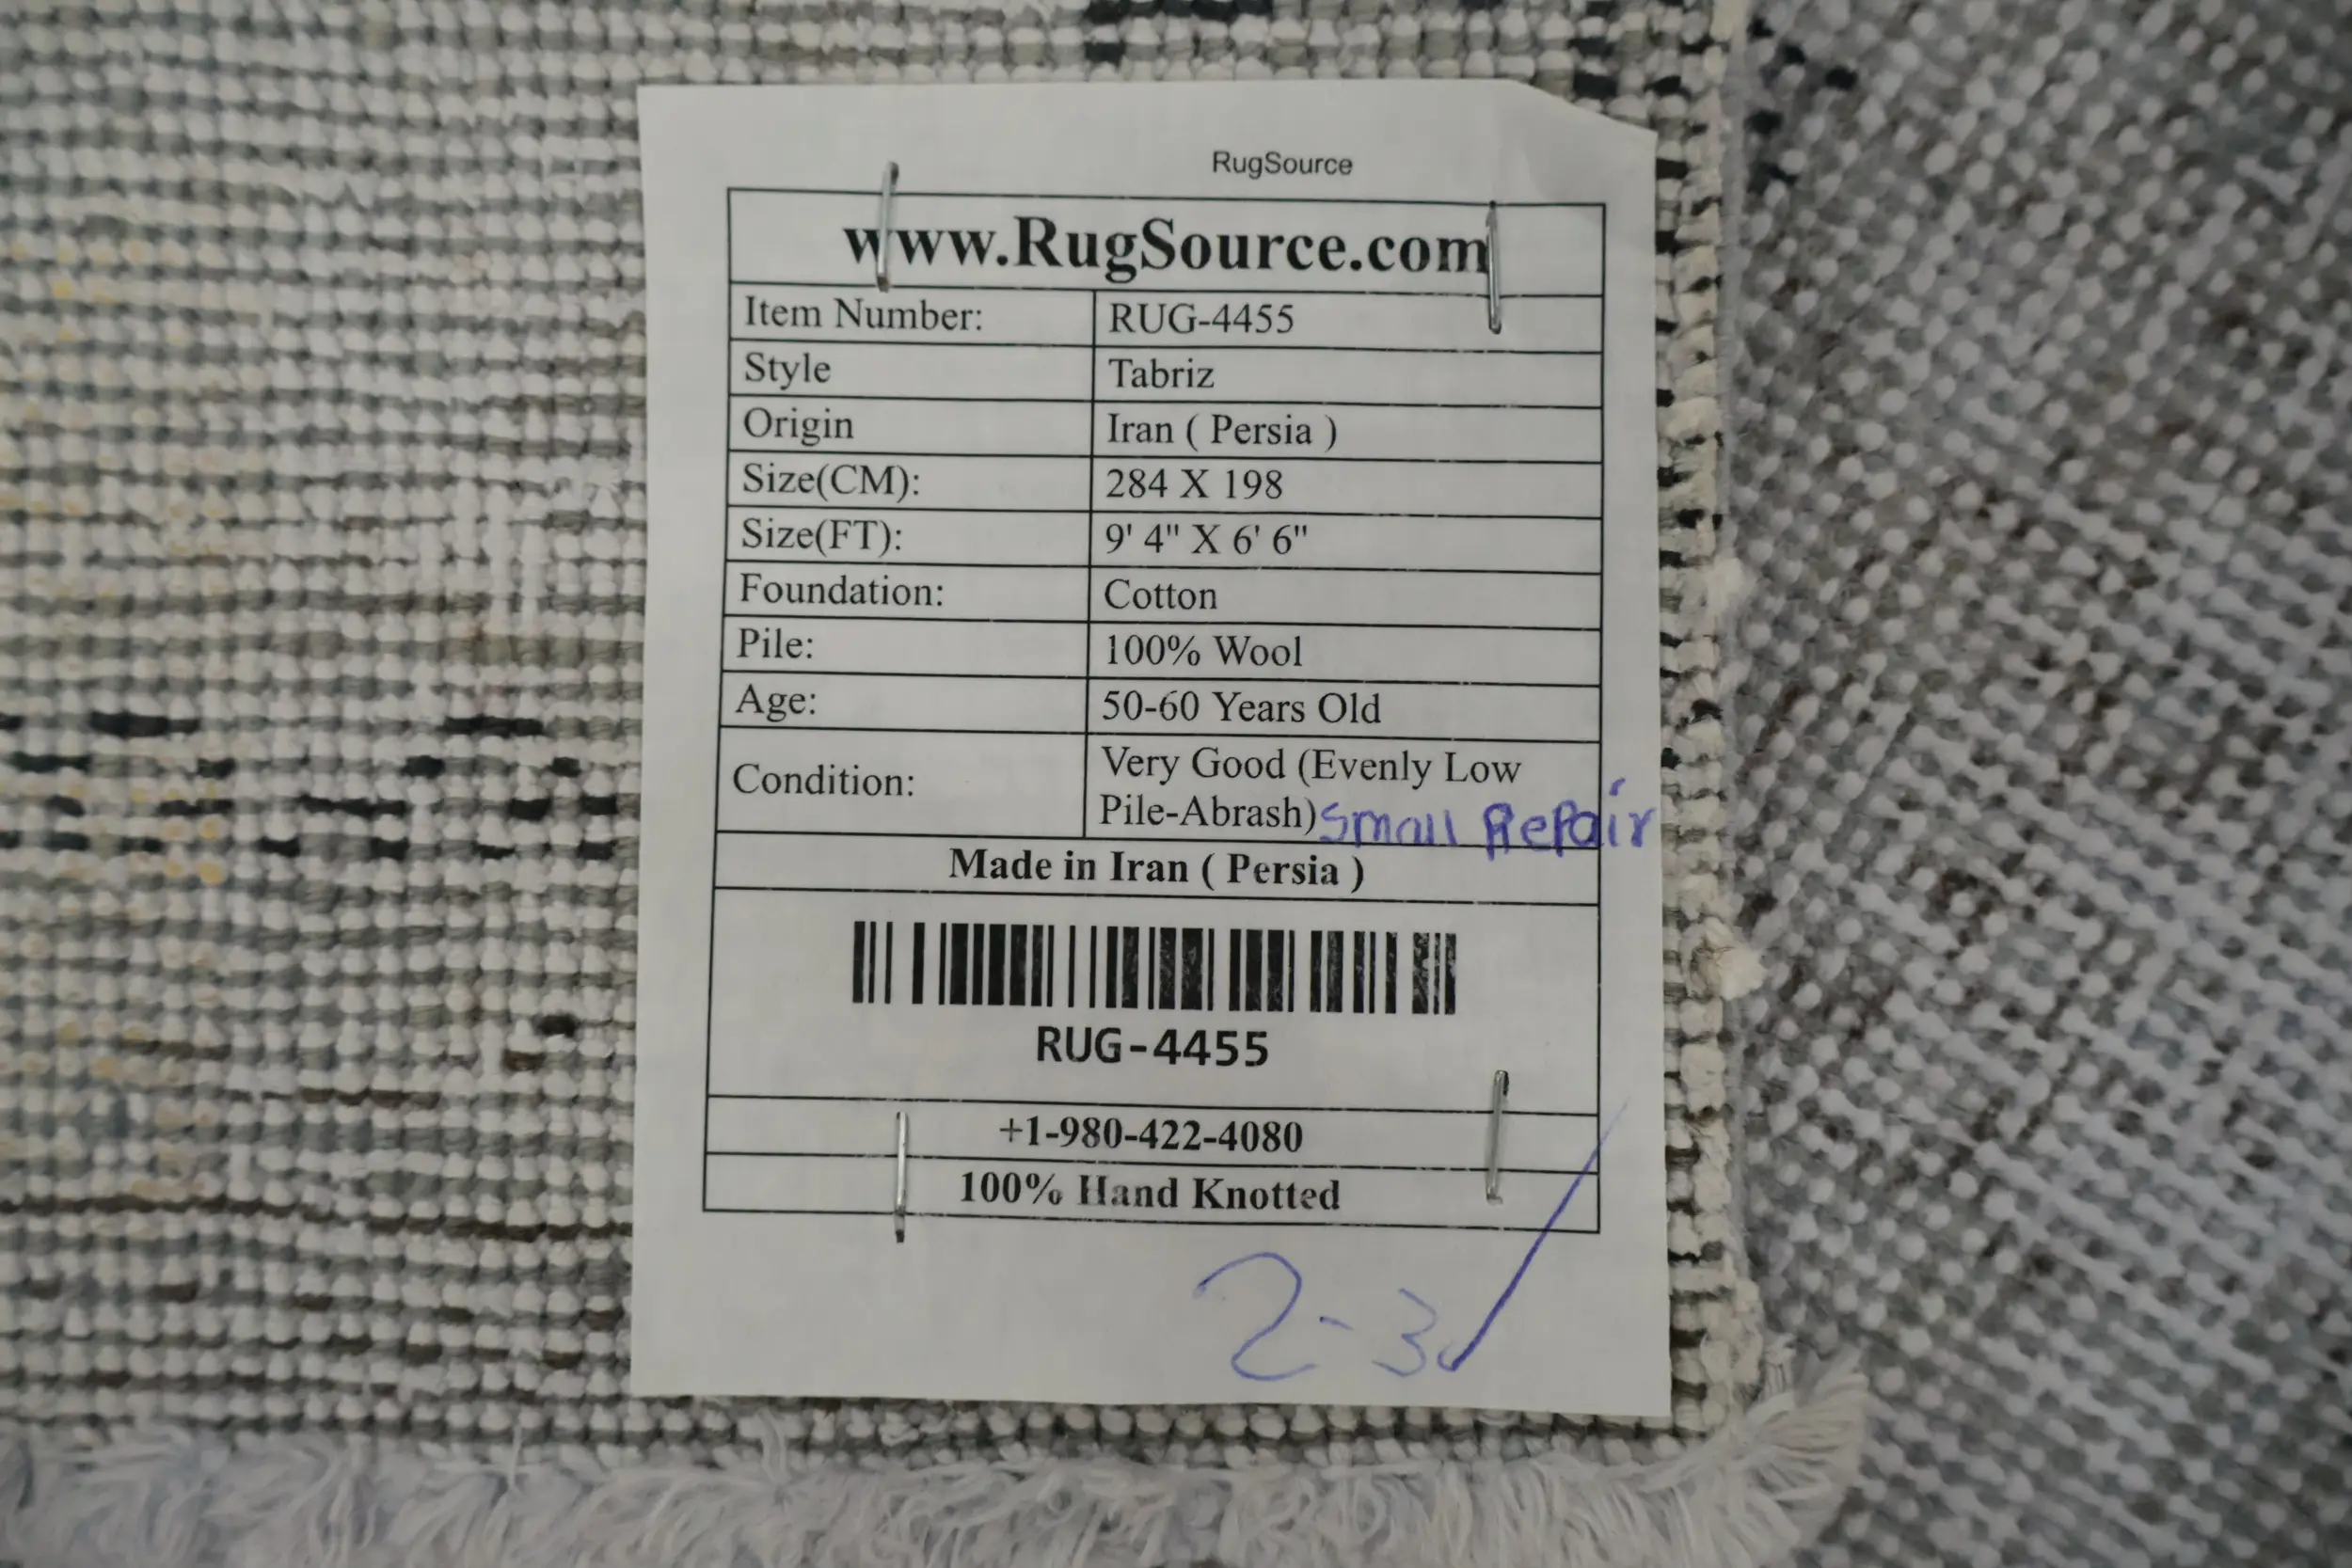 RugSource
www.RugSource.com
Item Number: RUG-4455
Style Tabriz
Origin Iran ( Persia )
Size(CM): 284 X 198
Size(FT): 9' 4" X 6' 6"
Foundation: Cotton
Pile: 100% Wool
Age: 50-60 Years Old
Condition: Very Good (Evenly Low
Pile-Abrash) Small Repair
Made in Iran ( Persia )
RUG-4455
+1-980-422-4080
100% Hand Knotted
2-3